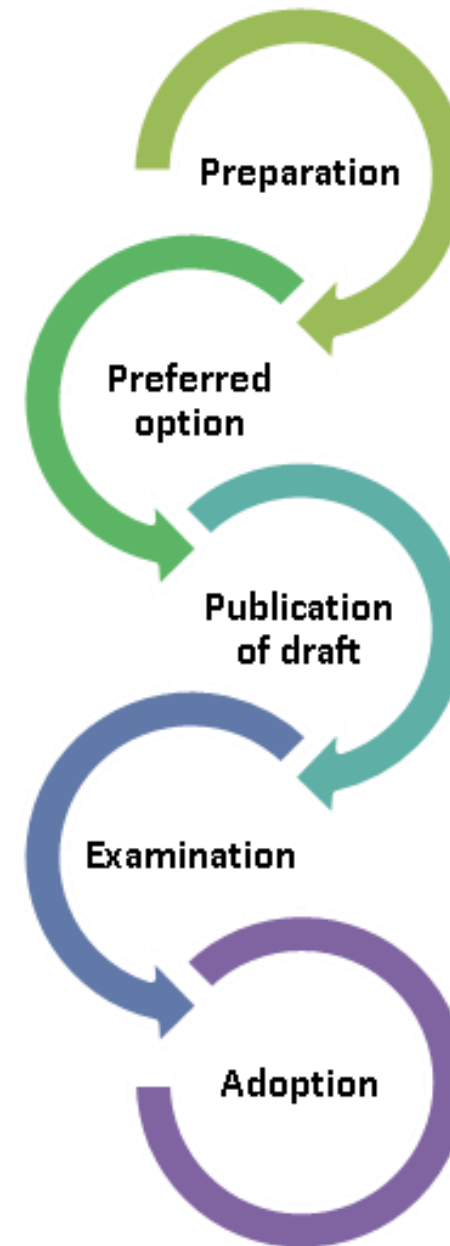 Preparation
Preferred
option
Publication
of draft
Examination
Adoption